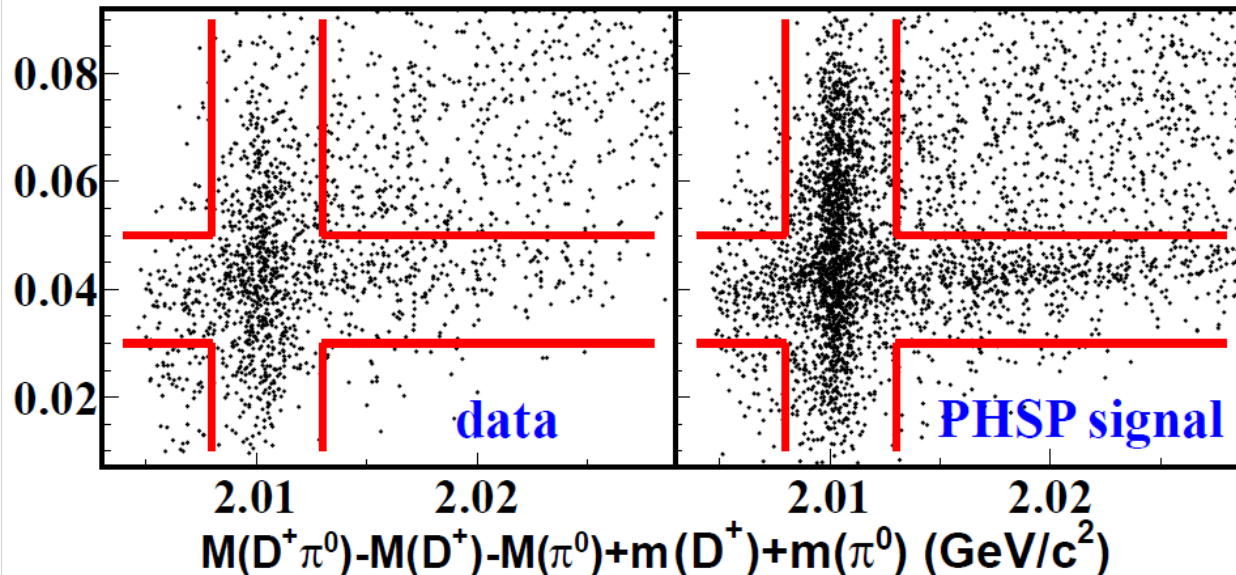 0.08
0.06
0.04
0.02
data
PHSP signal
2.01 2.02 2.01 2.02
M(D⁺π⁰)-M(D⁺)-M(π⁰)+m(D⁺)+m(π⁰) (GeV/c²)